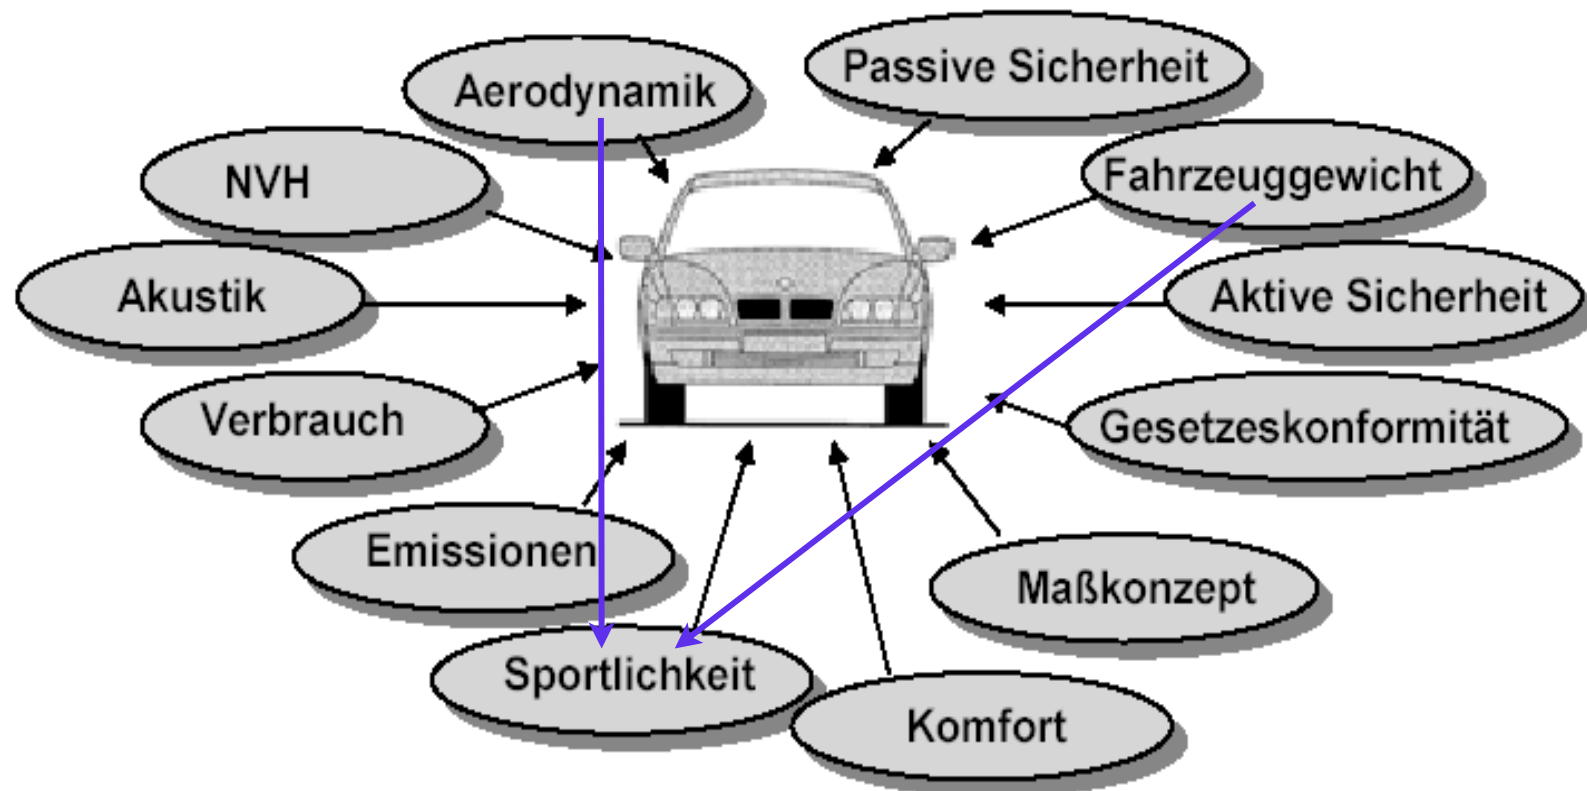 Aerodynamik
Passive Sicherheit
NVH
Fahrzeuggewicht
Akustik
Aktive Sicherheit
Verbrauch
Gesetzeskonformität
Emissionen
Maßkonzept
Sportlichkeit
Komfort